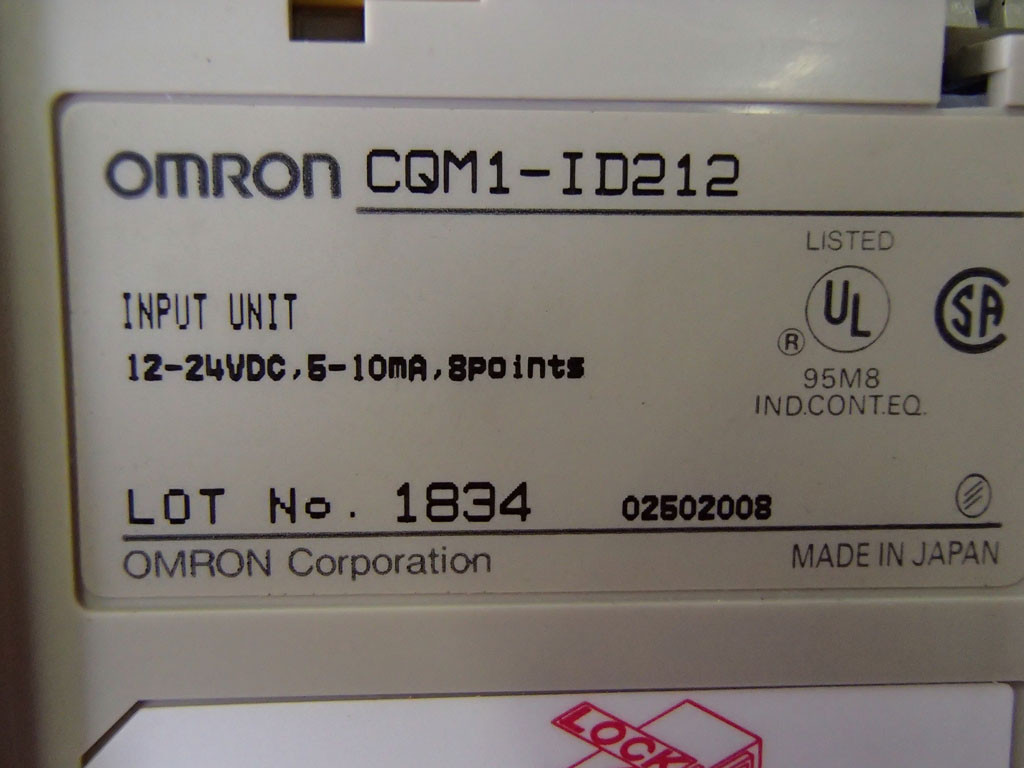 OMRON CQM1-ID212
LISTED
UL
®
SA
95M8
IND.CONT.EQ.
INPUT UNIT
12-24VDC,5-10mA,8points
LOT No. 1834 02502008
OMRON Corporation MADE IN JAPAN
LOCK